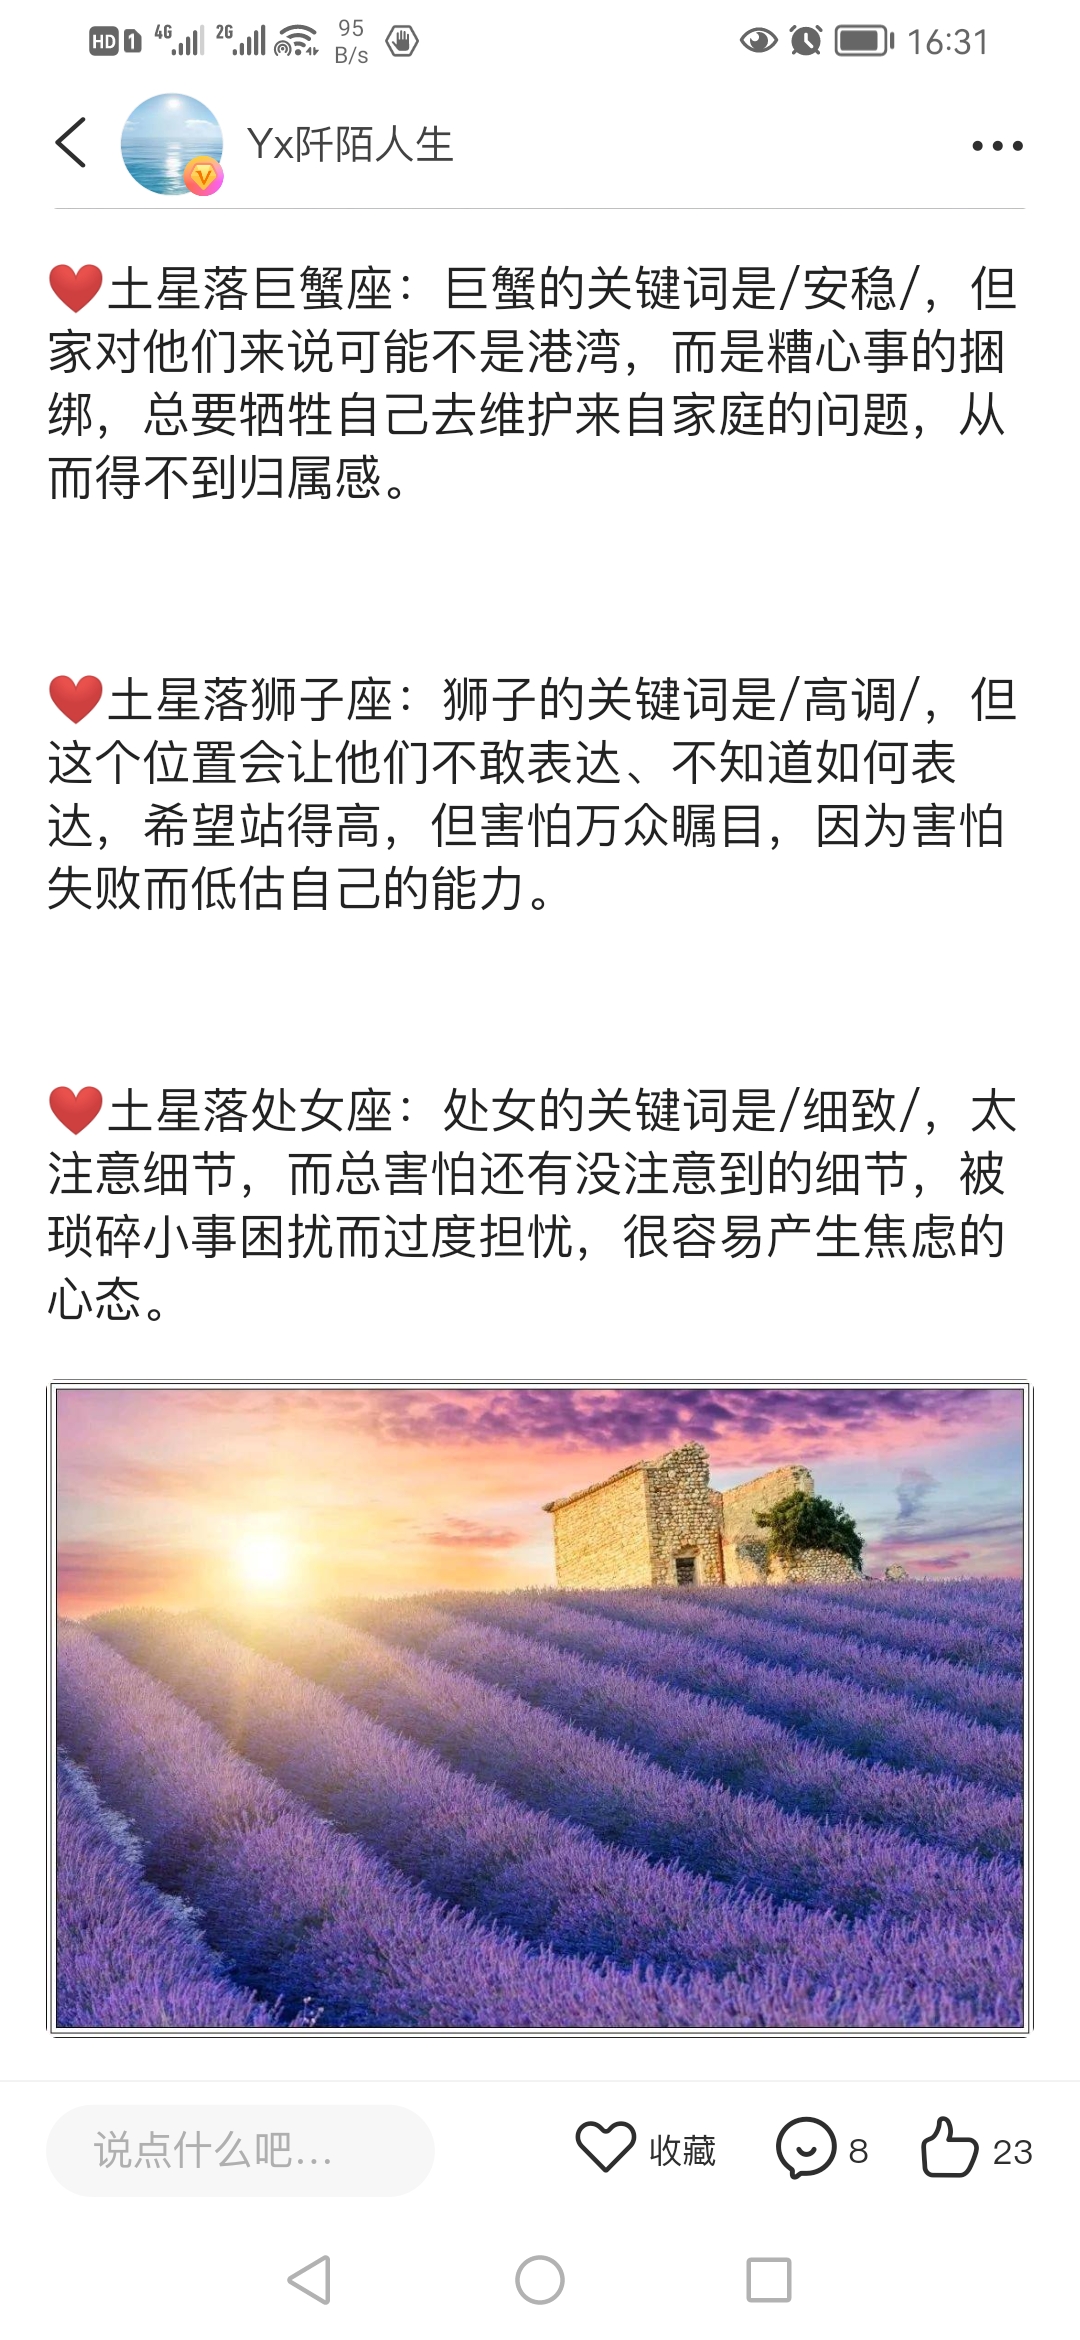 HD 1 4G 2G 95 B/s 16:31
Yx阡陌人生
❤️土星落巨蟹座：巨蟹的关键词是/安稳/，但
家对他们来说可能不是港湾，而是糟心事的捆
绑，总要牺牲自己去维护来自家庭的问题，从
而得不到归属感。
❤️土星落狮子座：狮子的关键词是/高调/，但
这个位置会让他们不敢表达、不知道如何表
达，希望站得高，但害怕万众瞩目，因为害怕
失败而低估自己的能力。
❤️土星落处女座：处女的关键词是/细致/，太
注意细节，而总害怕还有没注意到的细节，被
琐碎小事困扰而过度担忧，很容易产生焦虑的
心态。
说点什么吧... 收藏 8 23